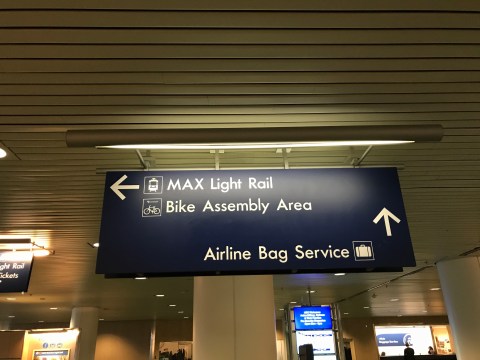 MAX Light Rail
Bike Assembly Area
Airline Bag Service
Light Rail
Tickets